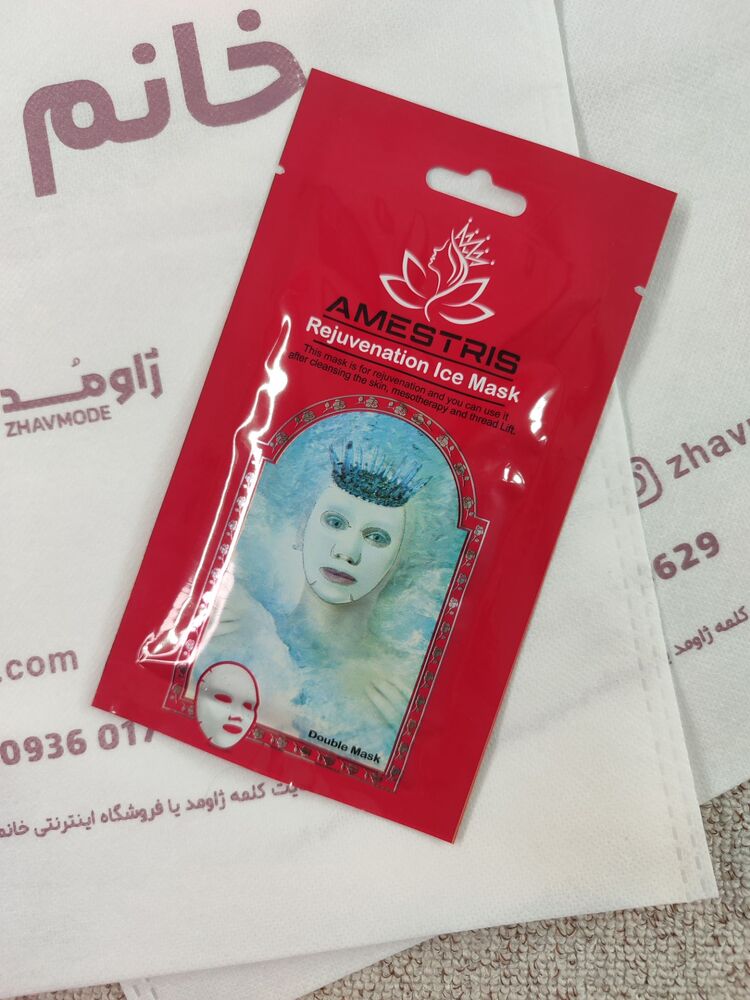 خانم
ژاومُد
ZHAVMODE
AMESTRIS
Rejuvenation Ice Mask
This mask is for rejuvenation and you can use it
after cleansing the skin, mesotherapy and thread Lift.
Double Mask
zhav
629
کلمه ژاومد
.com
0936 017
کلمه ژاومد یا فروشگاه اینترنتی خانم